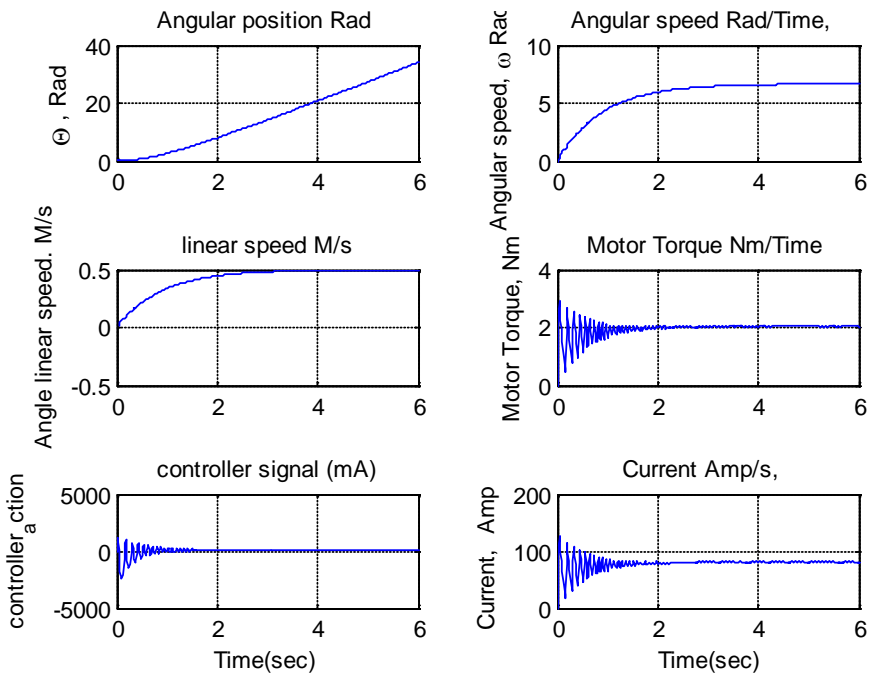 Angular position Rad
Θ , Rad
40
20
0
0 2 4 6
Angular speed Rad/Time,
Angular speed, ω Rac
10
5
0
0 2 4 6
linear speed M/s
Angle linear speed. M/s
0.5
0
-0.5
0 2 4 6
Motor Torque Nm/Time
Motor Torque, Nm
4
2
0
0 2 4 6
controller signal (mA)
controllerₐction
5000
0
-5000
0 2 4 6
Time(sec)
Current Amp/s,
Current, Amp
200
100
0
0 2 4 6
Time(sec)